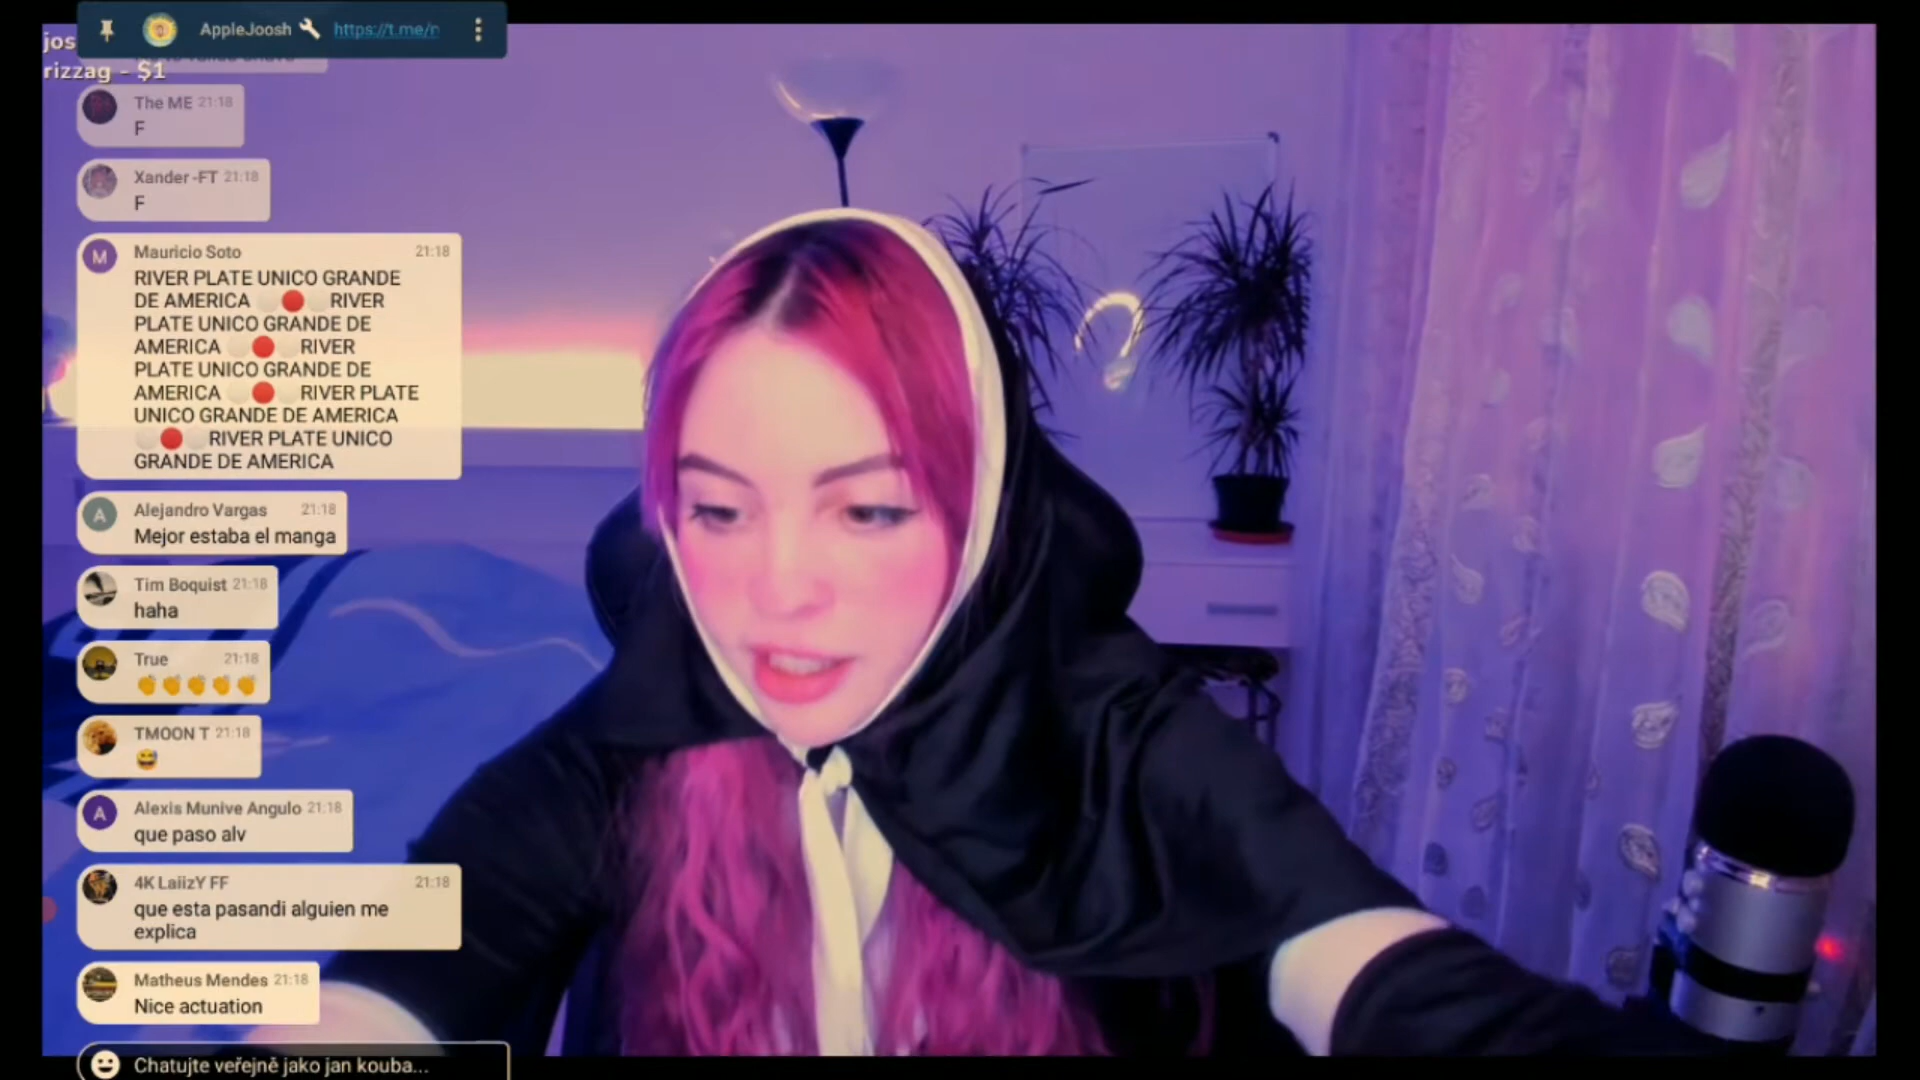 AppleJoosh https://t.me/r
jos
rizzag - $1
The ME 21:18
F
Xander-FT 21:18
F
M Mauricio Soto 21:18
RIVER PLATE UNICO GRANDE
DE AMERICA RIVER
PLATE UNICO GRANDE DE
AMERICA RIVER
PLATE UNICO GRANDE DE
AMERICA RIVER PLATE
UNICO GRANDE DE AMERICA
RIVER PLATE UNICO
GRANDE DE AMERICA
A Alejandro Vargas 21:18
Mejor estaba el manga
Tim Boquist 21:18
haha
True 21:18
👏👏👏👏👏
TMOON T 21:18
😅
A Alexis Munive Angulo 21:18
que paso alv
4K LaiizY FF 21:18
que esta pasandi alguien me
explica
Matheus Mendes 21:18
Nice actuation
Chatujte veřejně jako jan kouba...